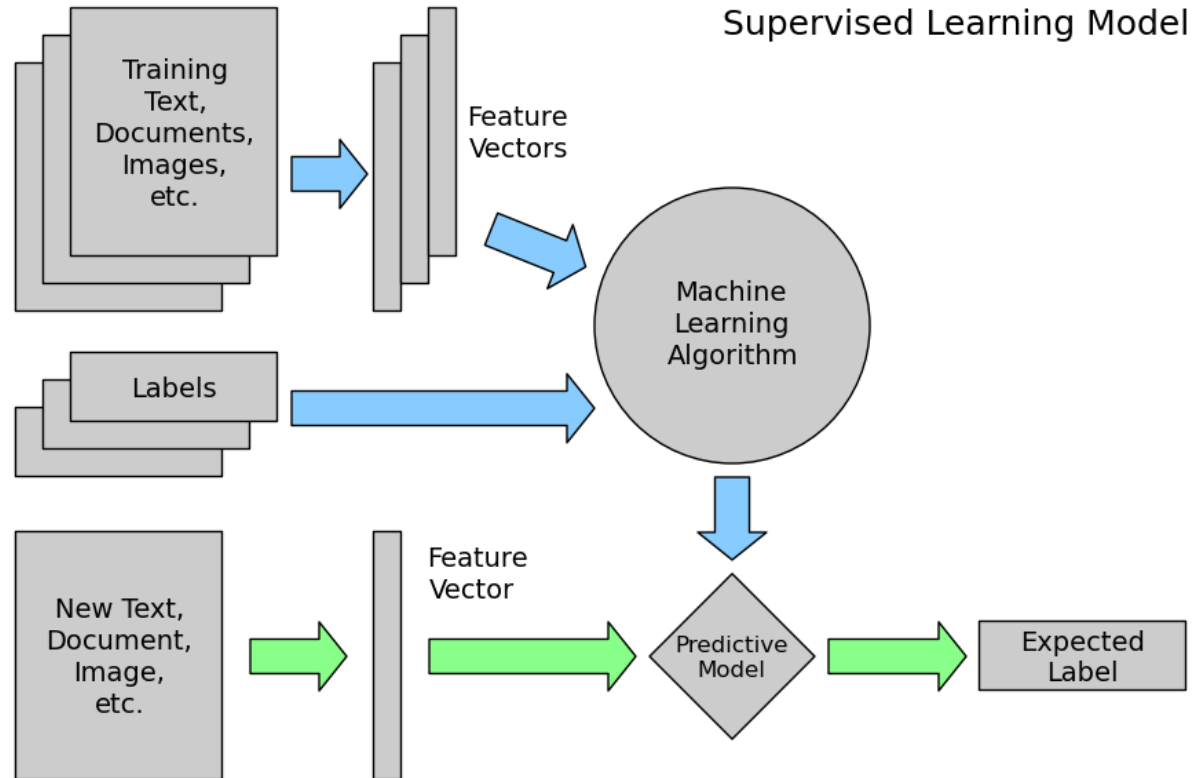 Supervised Learning Model
Training
Text,
Documents,
Images,
etc.
Feature
Vectors
Machine
Learning
Algorithm
Labels
New Text,
Document,
Image,
etc.
Feature
Vector
Predictive
Model
Expected
Label